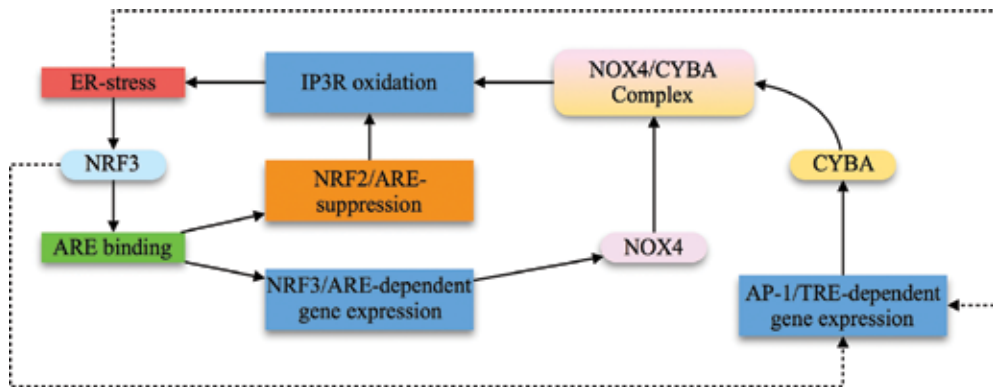 ER-stress
IP3R oxidation
NOX4/CYBA
Complex
NRF3
NRF2/ARE-
suppression
CYBA
ARE binding
NOX4
NRF3/ARE-dependent
gene expression
AP-1/TRE-dependent
gene expression